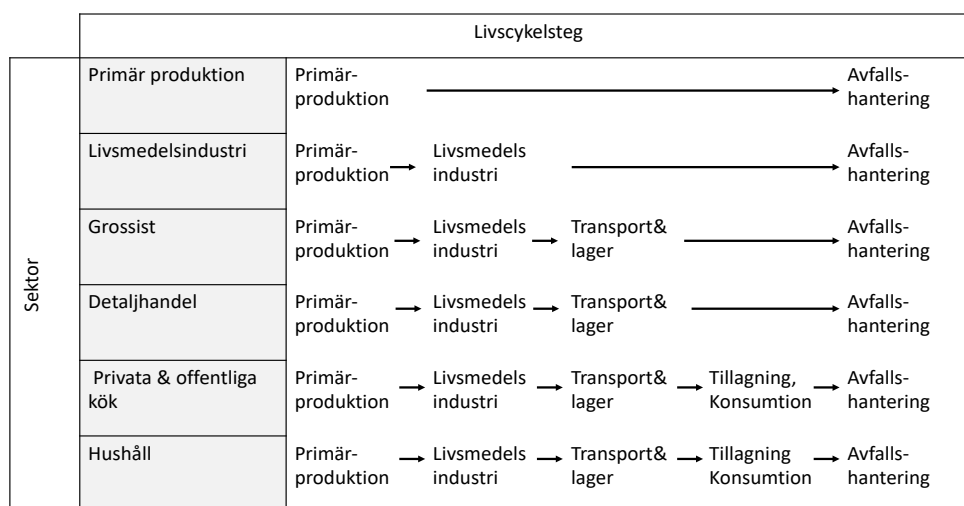 Livscykelsteg
Sektor
Primär produktion
Primär-
produktion
Avfalls-
hantering
Livsmedelsindustri
Primär-
produktion
Livsmedels
industri
Avfalls-
hantering
Grossist
Primär-
produktion
Livsmedels
industri
Transport&
lager
Avfalls-
hantering
Detaljhandel
Primär-
produktion
Livsmedels
industri
Transport&
lager
Avfalls-
hantering
Privata & offentliga
kök
Primär-
produktion
Livsmedels
industri
Transport&
lager
Tillagning,
Konsumtion
Avfalls-
hantering
Hushåll
Primär-
produktion
Livsmedels
industri
Transport&
lager
Tillagning
Konsumtion
Avfalls-
hantering